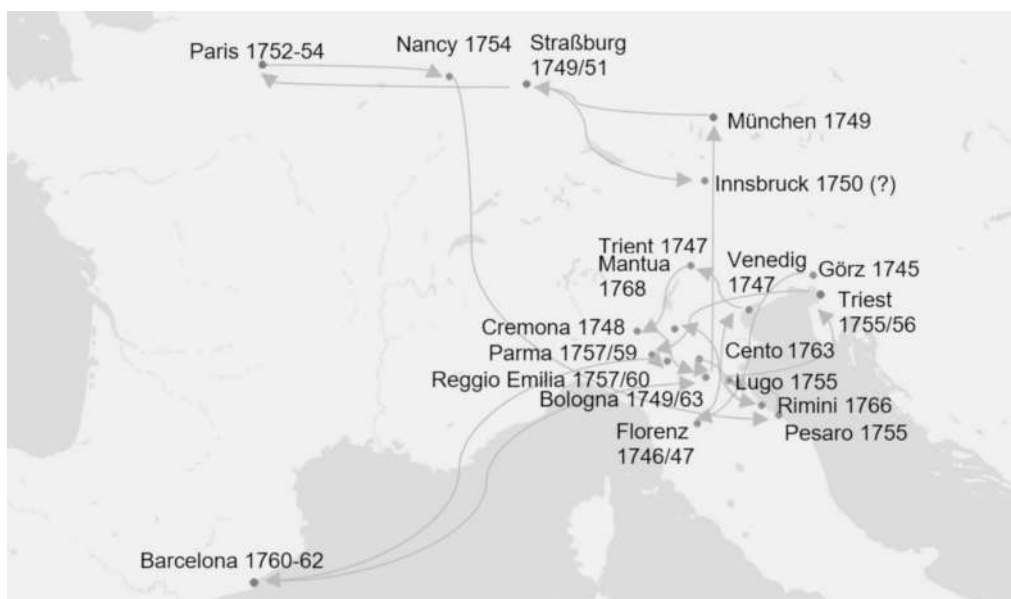 Paris 1752-54
Nancy 1754
Straßburg
1749/51
München 1749
Innsbruck 1750 (?)
Trient 1747
Mantua
1768
Venedig
1747
Görz 1745
Triest
1755/56
Cremona 1748
Parma 1757/59
Cento 1763
Reggio Emilia 1757/60
Lugo 1755
Bologna 1749/63
Rimini 1766
Florenz
1746/47
Pesaro 1755
Barcelona 1760-62